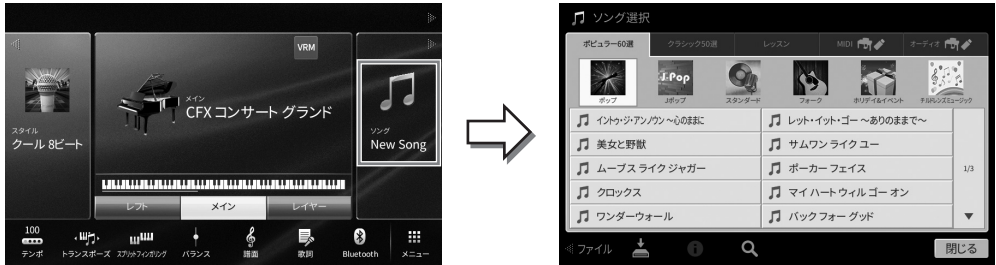 VRM
メイン
CFX コンサート グランド
スタイル
クール 8ビート
ソング
New Song
レフト
メイン
レイヤー
100
テンポ
トランスポーズ
スプリットフィンガリング
バランス
譜面
歌詞
Bluetooth
メニュー
ソング選択
ポピュラー60選
クラシック50選
レッスン
MIDI
オーディオ
J-Pop
ポップ
Jポップ
スタンダード
フォーク
ホリデイ&イベント
チルドレンズミュージック
イントゥ・ジ・アンノウン ～心のままに
レット・イット・ゴー ～ありのままで～
美女と野獣
サムワン ライク ユー
ムーブス ライク ジャガー
ポーカー フェイス
1/3
クロックス
マイ ハート ウィル ゴー オン
ワンダーウォール
バック フォー グッド
ファイル
閉じる